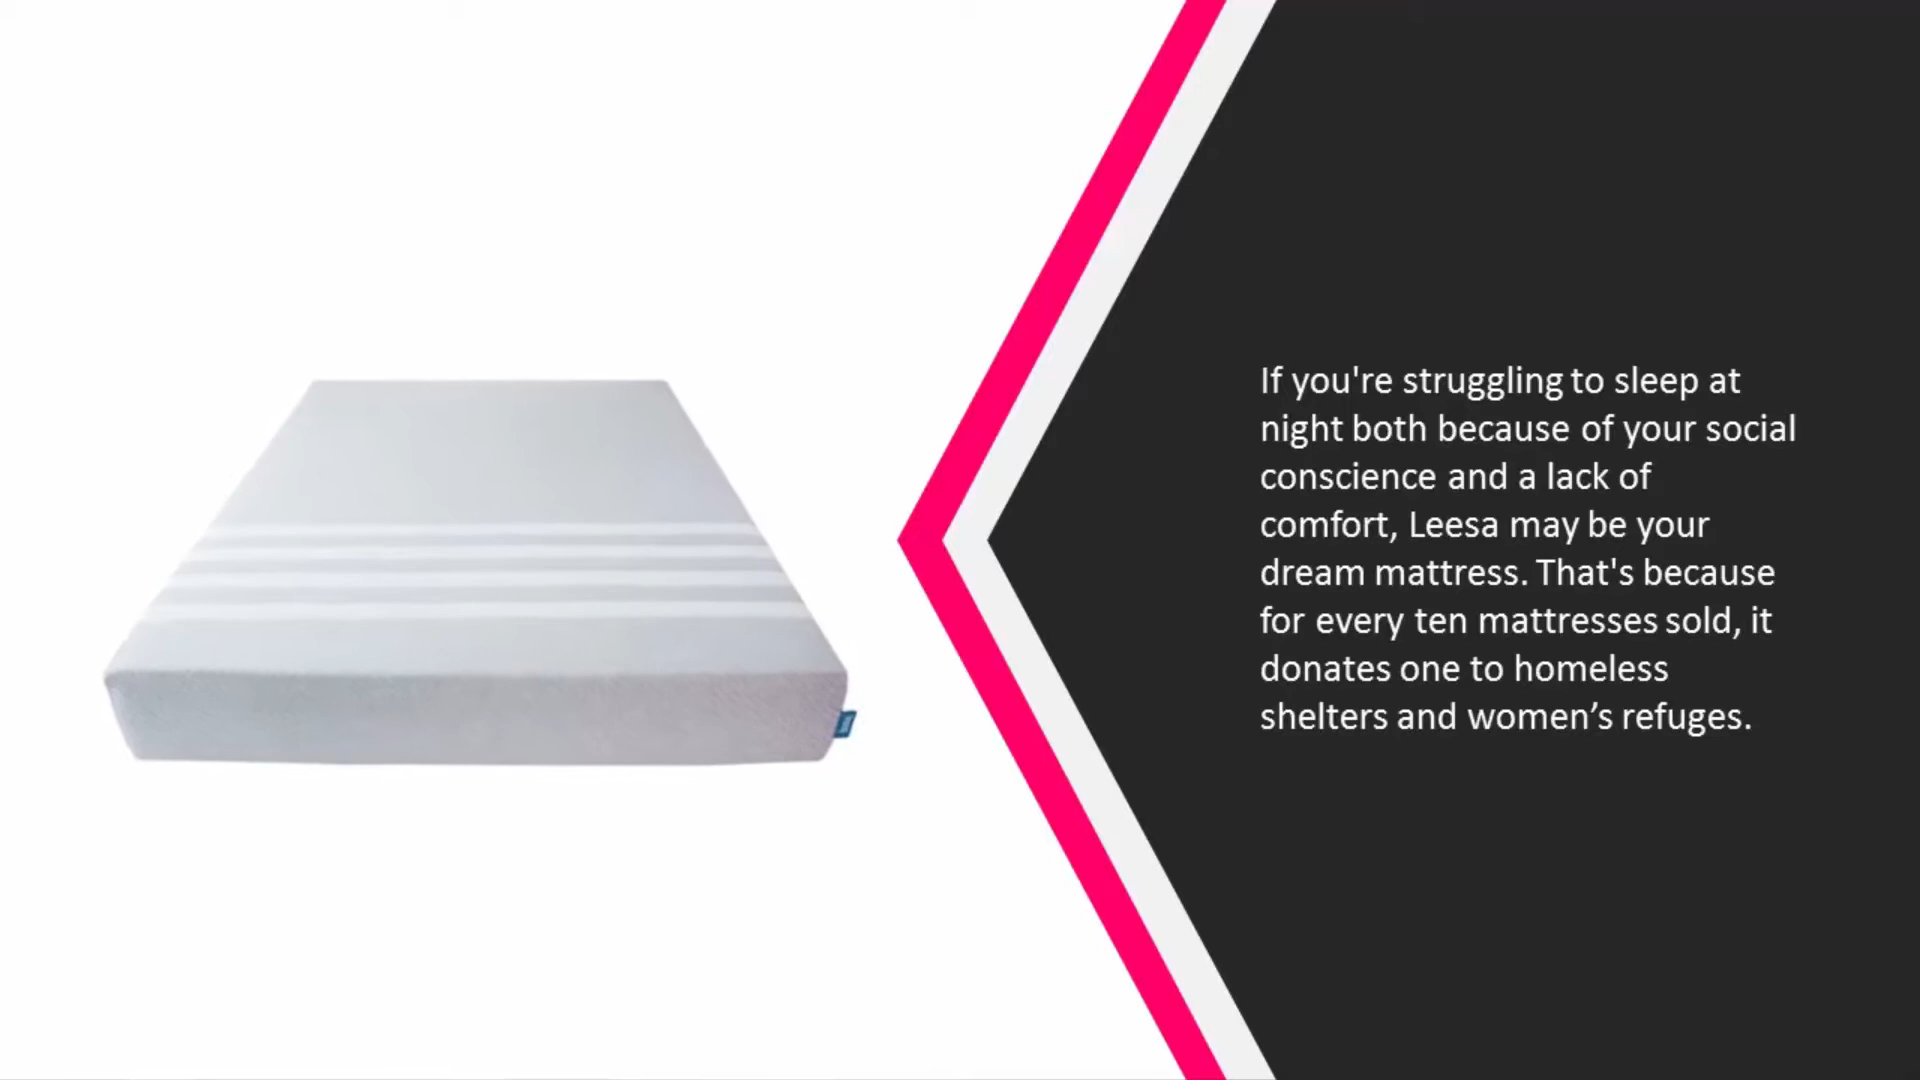 If you're struggling to sleep at
night both because of your social
conscience and a lack of
comfort, Leesa may be your
dream mattress. That's because
for every ten mattresses sold, it
donates one to homeless
shelters and women’s refuges.